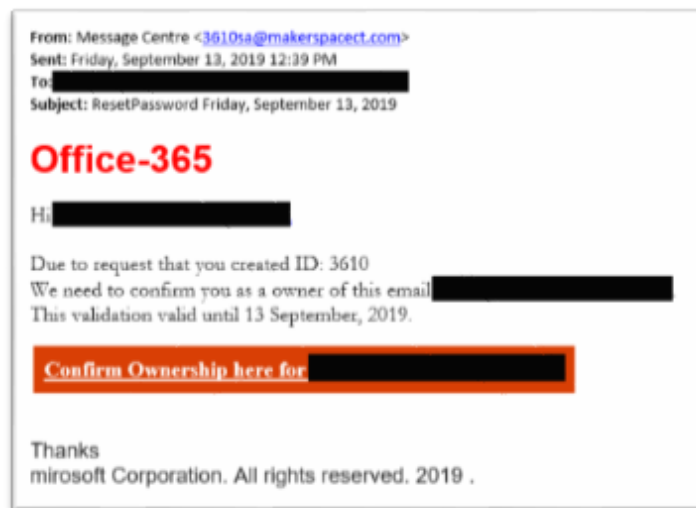 From: Message Centre <3610sa@makerspacect.com>
Sent: Friday, September 13, 2019 12:39 PM
To:
Subject: ResetPassword Friday, September 13, 2019
Office-365
Hi
Due to request that you created ID: 3610
We need to confirm you as a owner of this email
This validation valid until 13 September, 2019.
Confirm Ownership here for
Thanks
mirosoft Corporation. All rights reserved. 2019 .